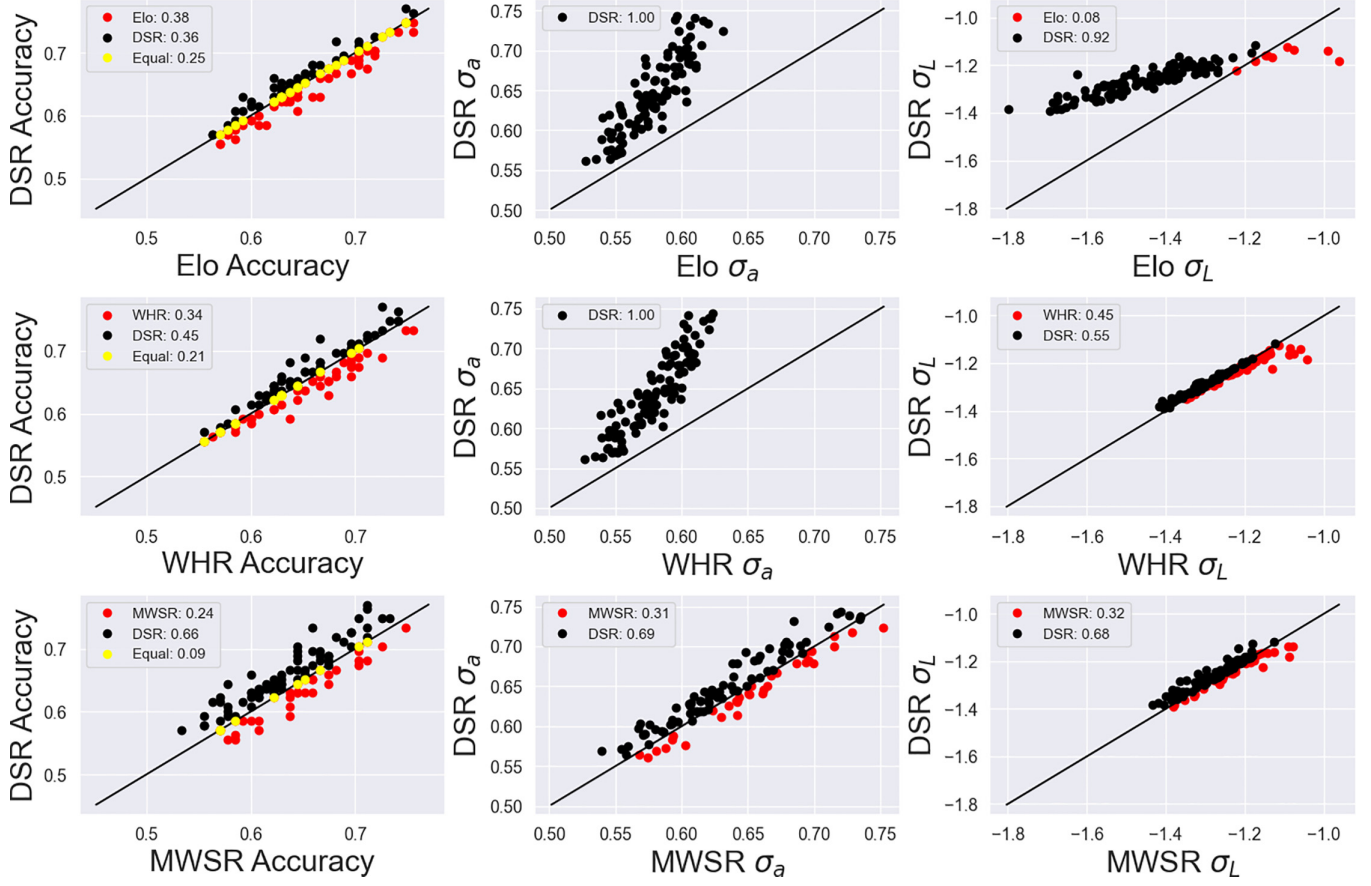 DSR Accuracy
Elo: 0.38
DSR: 0.36
Equal: 0.25
0.7
0.6
0.5
0.5 0.6 0.7
Elo Accuracy
DSR σa
DSR: 1.00
0.75
0.70
0.65
0.60
0.55
0.50
0.50 0.55 0.60 0.65 0.70 0.75
Elo σa
DSR σL
Elo: 0.08
DSR: 0.92
−1.0
−1.2
−1.4
−1.6
−1.8
−1.8 −1.6 −1.4 −1.2 −1.0
Elo σL
DSR Accuracy
WHR: 0.34
DSR: 0.45
Equal: 0.21
0.7
0.6
0.5
0.5 0.6 0.7
WHR Accuracy
DSR σa
DSR: 1.00
0.75
0.70
0.65
0.60
0.55
0.50
0.50 0.55 0.60 0.65 0.70 0.75
WHR σa
DSR σL
WHR: 0.45
DSR: 0.55
−1.0
−1.2
−1.4
−1.6
−1.8
−1.8 −1.6 −1.4 −1.2 −1.0
WHR σL
DSR Accuracy
MWSR: 0.24
DSR: 0.66
Equal: 0.09
0.7
0.6
0.5
0.5 0.6 0.7
MWSR Accuracy
DSR σa
MWSR: 0.31
DSR: 0.69
0.75
0.70
0.65
0.60
0.55
0.50
0.50 0.55 0.60 0.65 0.70 0.75
MWSR σa
DSR σL
MWSR: 0.32
DSR: 0.68
−1.0
−1.2
−1.4
−1.6
−1.8
−1.8 −1.6 −1.4 −1.2 −1.0
MWSR σL